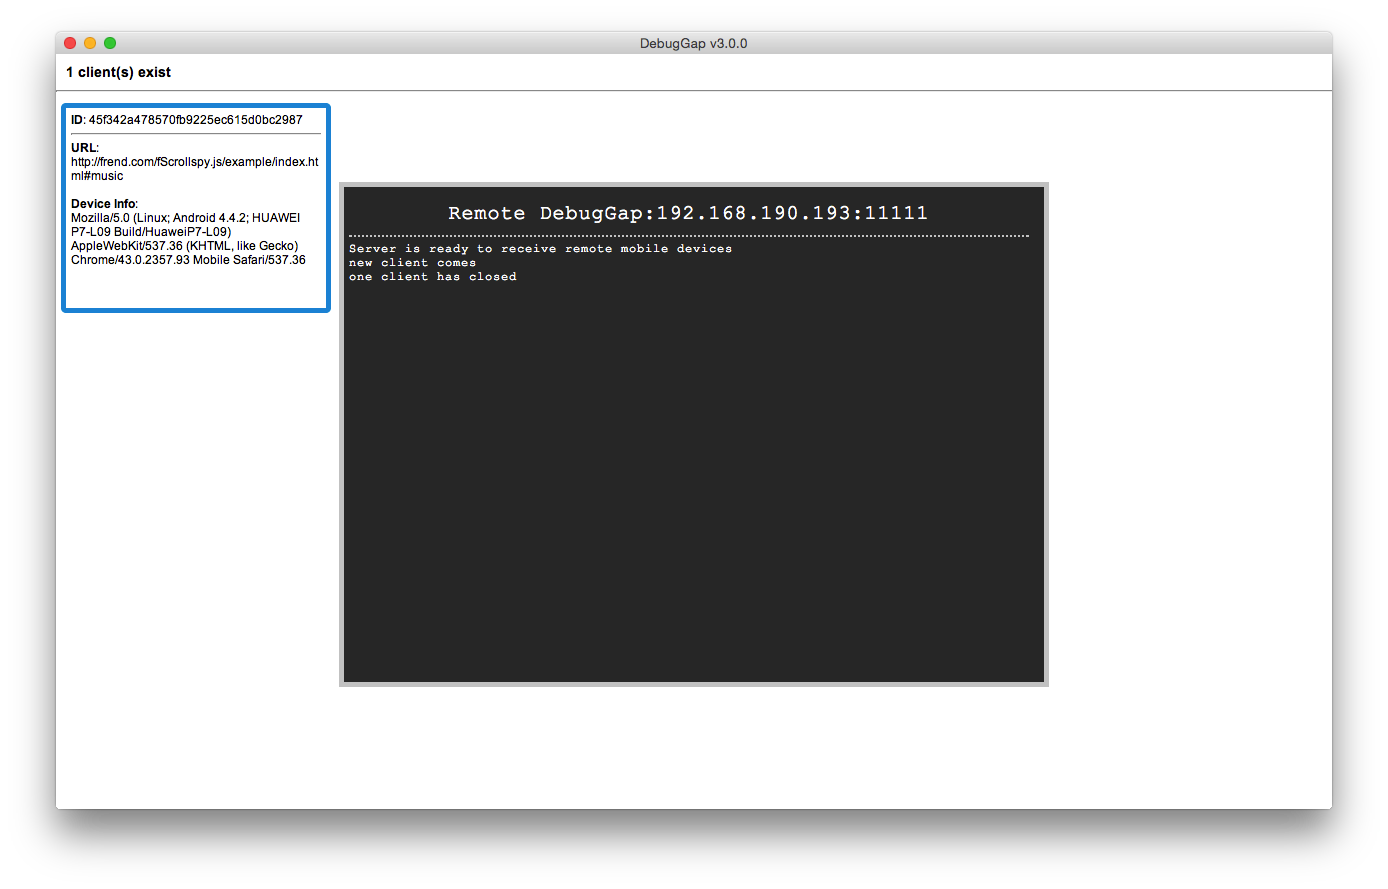 DebugGap v3.0.0
1 client(s) exist
ID: 45f342a478570fb9225ec615d0bc2987
URL:
http://frend.com/fScrollspy.js/example/index.ht
ml#music
Device Info:
Mozilla/5.0 (Linux; Android 4.4.2; HUAWEI
P7-L09 Build/HuaweiP7-L09)
AppleWebKit/537.36 (KHTML, like Gecko)
Chrome/43.0.2357.93 Mobile Safari/537.36
Remote DebugGap:192.168.190.193:11111
Server is ready to receive remote mobile devices
new client comes
one client has closed